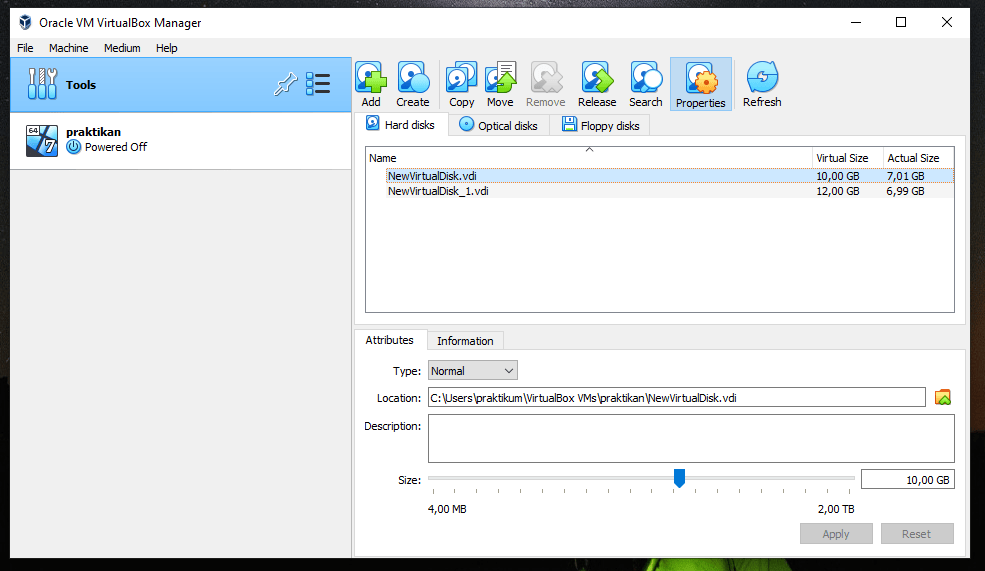 Oracle VM VirtualBox Manager
File Machine Medium Help
Tools
64
7
praktikan
Powered Off
Add Create Copy Move Remove Release Search Properties Refresh
Hard disks Optical disks Floppy disks
Name Virtual Size Actual Size
NewVirtualDisk.vdi 10,00 GB 7,01 GB
NewVirtualDisk_1.vdi 12,00 GB 6,99 GB
Attributes Information
Type: Normal
Location: C:\Users\praktikum\VirtualBox VMs\praktikan\NewVirtualDisk.vdi
Description:
Size: 10,00 GB
4,00 MB 2,00 TB
Apply Reset